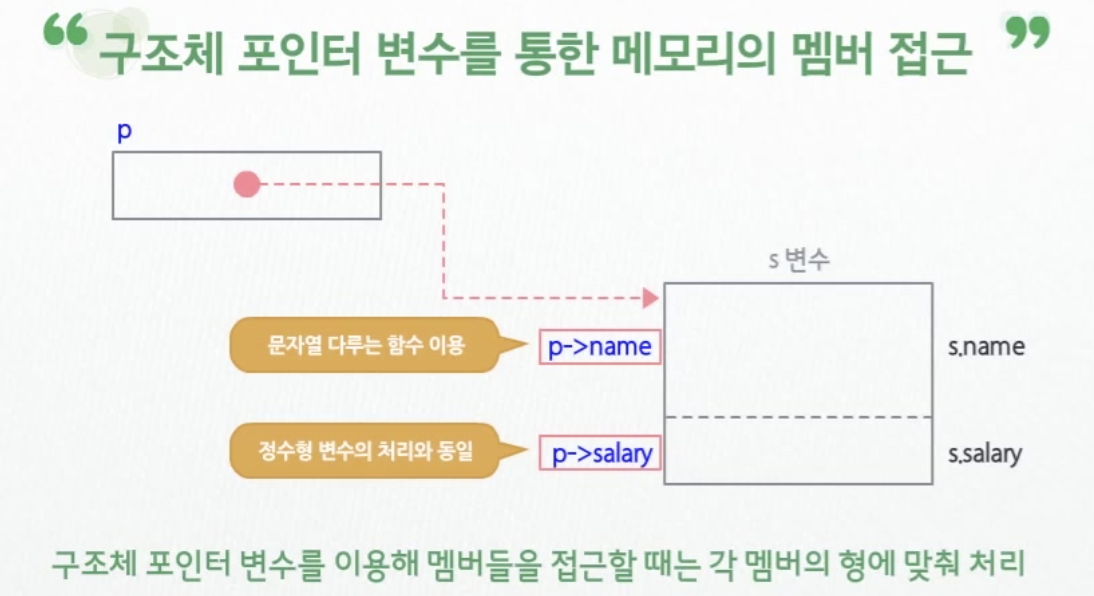 “ 구조체 포인터 변수를 통한 메모리의 멤버 접근 ”
p
s 변수
문자열 다루는 함수 이용
p->name
s.name
정수형 변수의 처리와 동일
p->salary
s.salary
구조체 포인터 변수를 이용해 멤버들을 접근할 때는 각 멤버의 형에 맞춰 처리